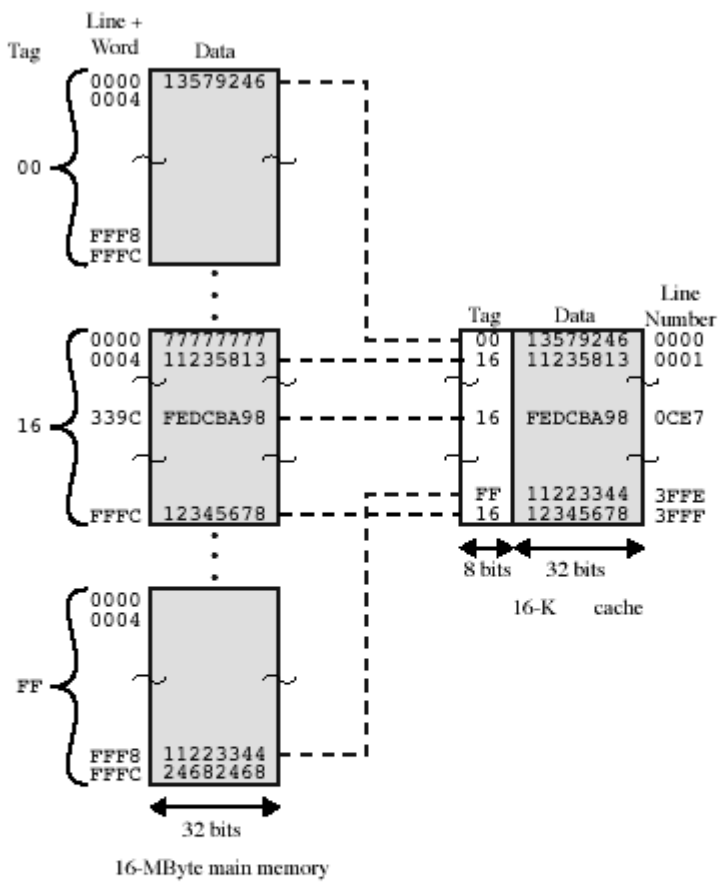 Line +
Tag Word Data
0000 13579246
0004
00
FFF8
FFFC
Line
Tag Data Number
0000 77777777 00 13579246 0000
0004 11235813 16 11235813 0001
16 339C FEDCBA98 16 FEDCBA98 0CE7
FF 11223344 3FFE
FFFC 12345678 16 12345678 3FFF
8 bits 32 bits
0000
0004
16-K cache
FF
FFF8 11223344
FFFC 24682468
32 bits
16-MByte main memory